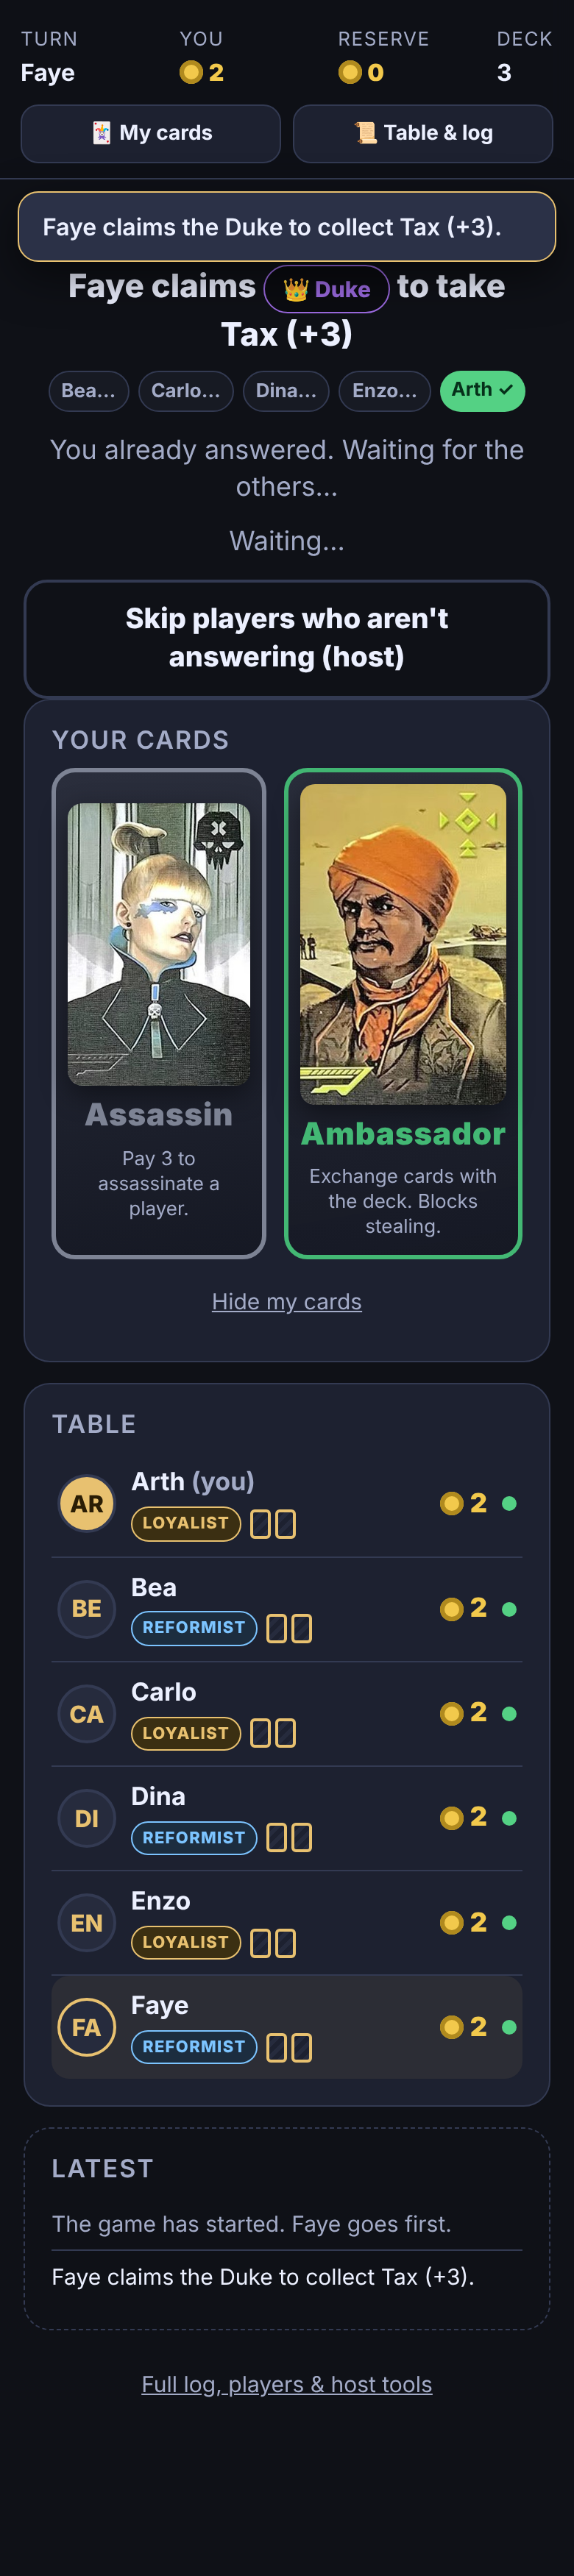 TURN YOU RESERVE DECK
Faye 2 0 3
🃏 My cards 📜 Table & log
Faye claims the Duke to collect Tax (+3).
Faye claims 👑 Duke to take
Tax (+3)
Bea… Carlo… Dina… Enzo… Arth ✓
You already answered. Waiting for the
others…
Waiting…
Skip players who aren't
answering (host)
YOUR CARDS
Assassin
Pay 3 to
assassinate a
player.
Ambassador
Exchange cards with
the deck. Blocks
stealing.
Hide my cards
TABLE
AR Arth (you) 2
LOYALIST
BE Bea 2
REFORMIST
CA Carlo 2
LOYALIST
DI Dina 2
REFORMIST
EN Enzo 2
LOYALIST
FA Faye 2
REFORMIST
LATEST
The game has started. Faye goes first.
Faye claims the Duke to collect Tax (+3).
Full log, players & host tools